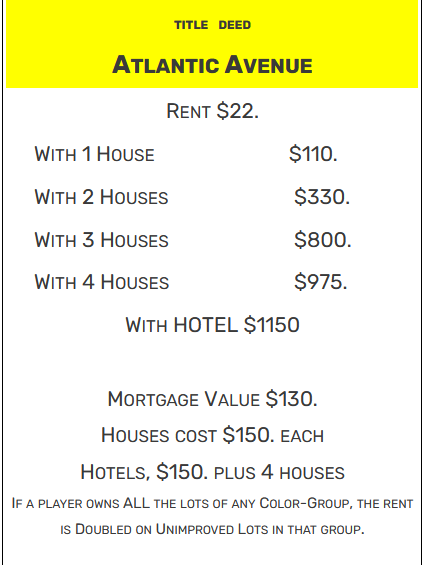 TITLE DEED
ATLANTIC AVENUE
RENT $22.
WITH 1 HOUSE $110.
WITH 2 HOUSES $330.
WITH 3 HOUSES $800.
WITH 4 HOUSES $975.
WITH HOTEL $1150
MORTGAGE VALUE $130.
HOUSES COST $150. EACH
HOTELS, $150. PLUS 4 HOUSES
IF A PLAYER OWNS ALL THE LOTS OF ANY COLOR-GROUP, THE RENT
IS DOUBLED ON UNIMPROVED LOTS IN THAT GROUP.